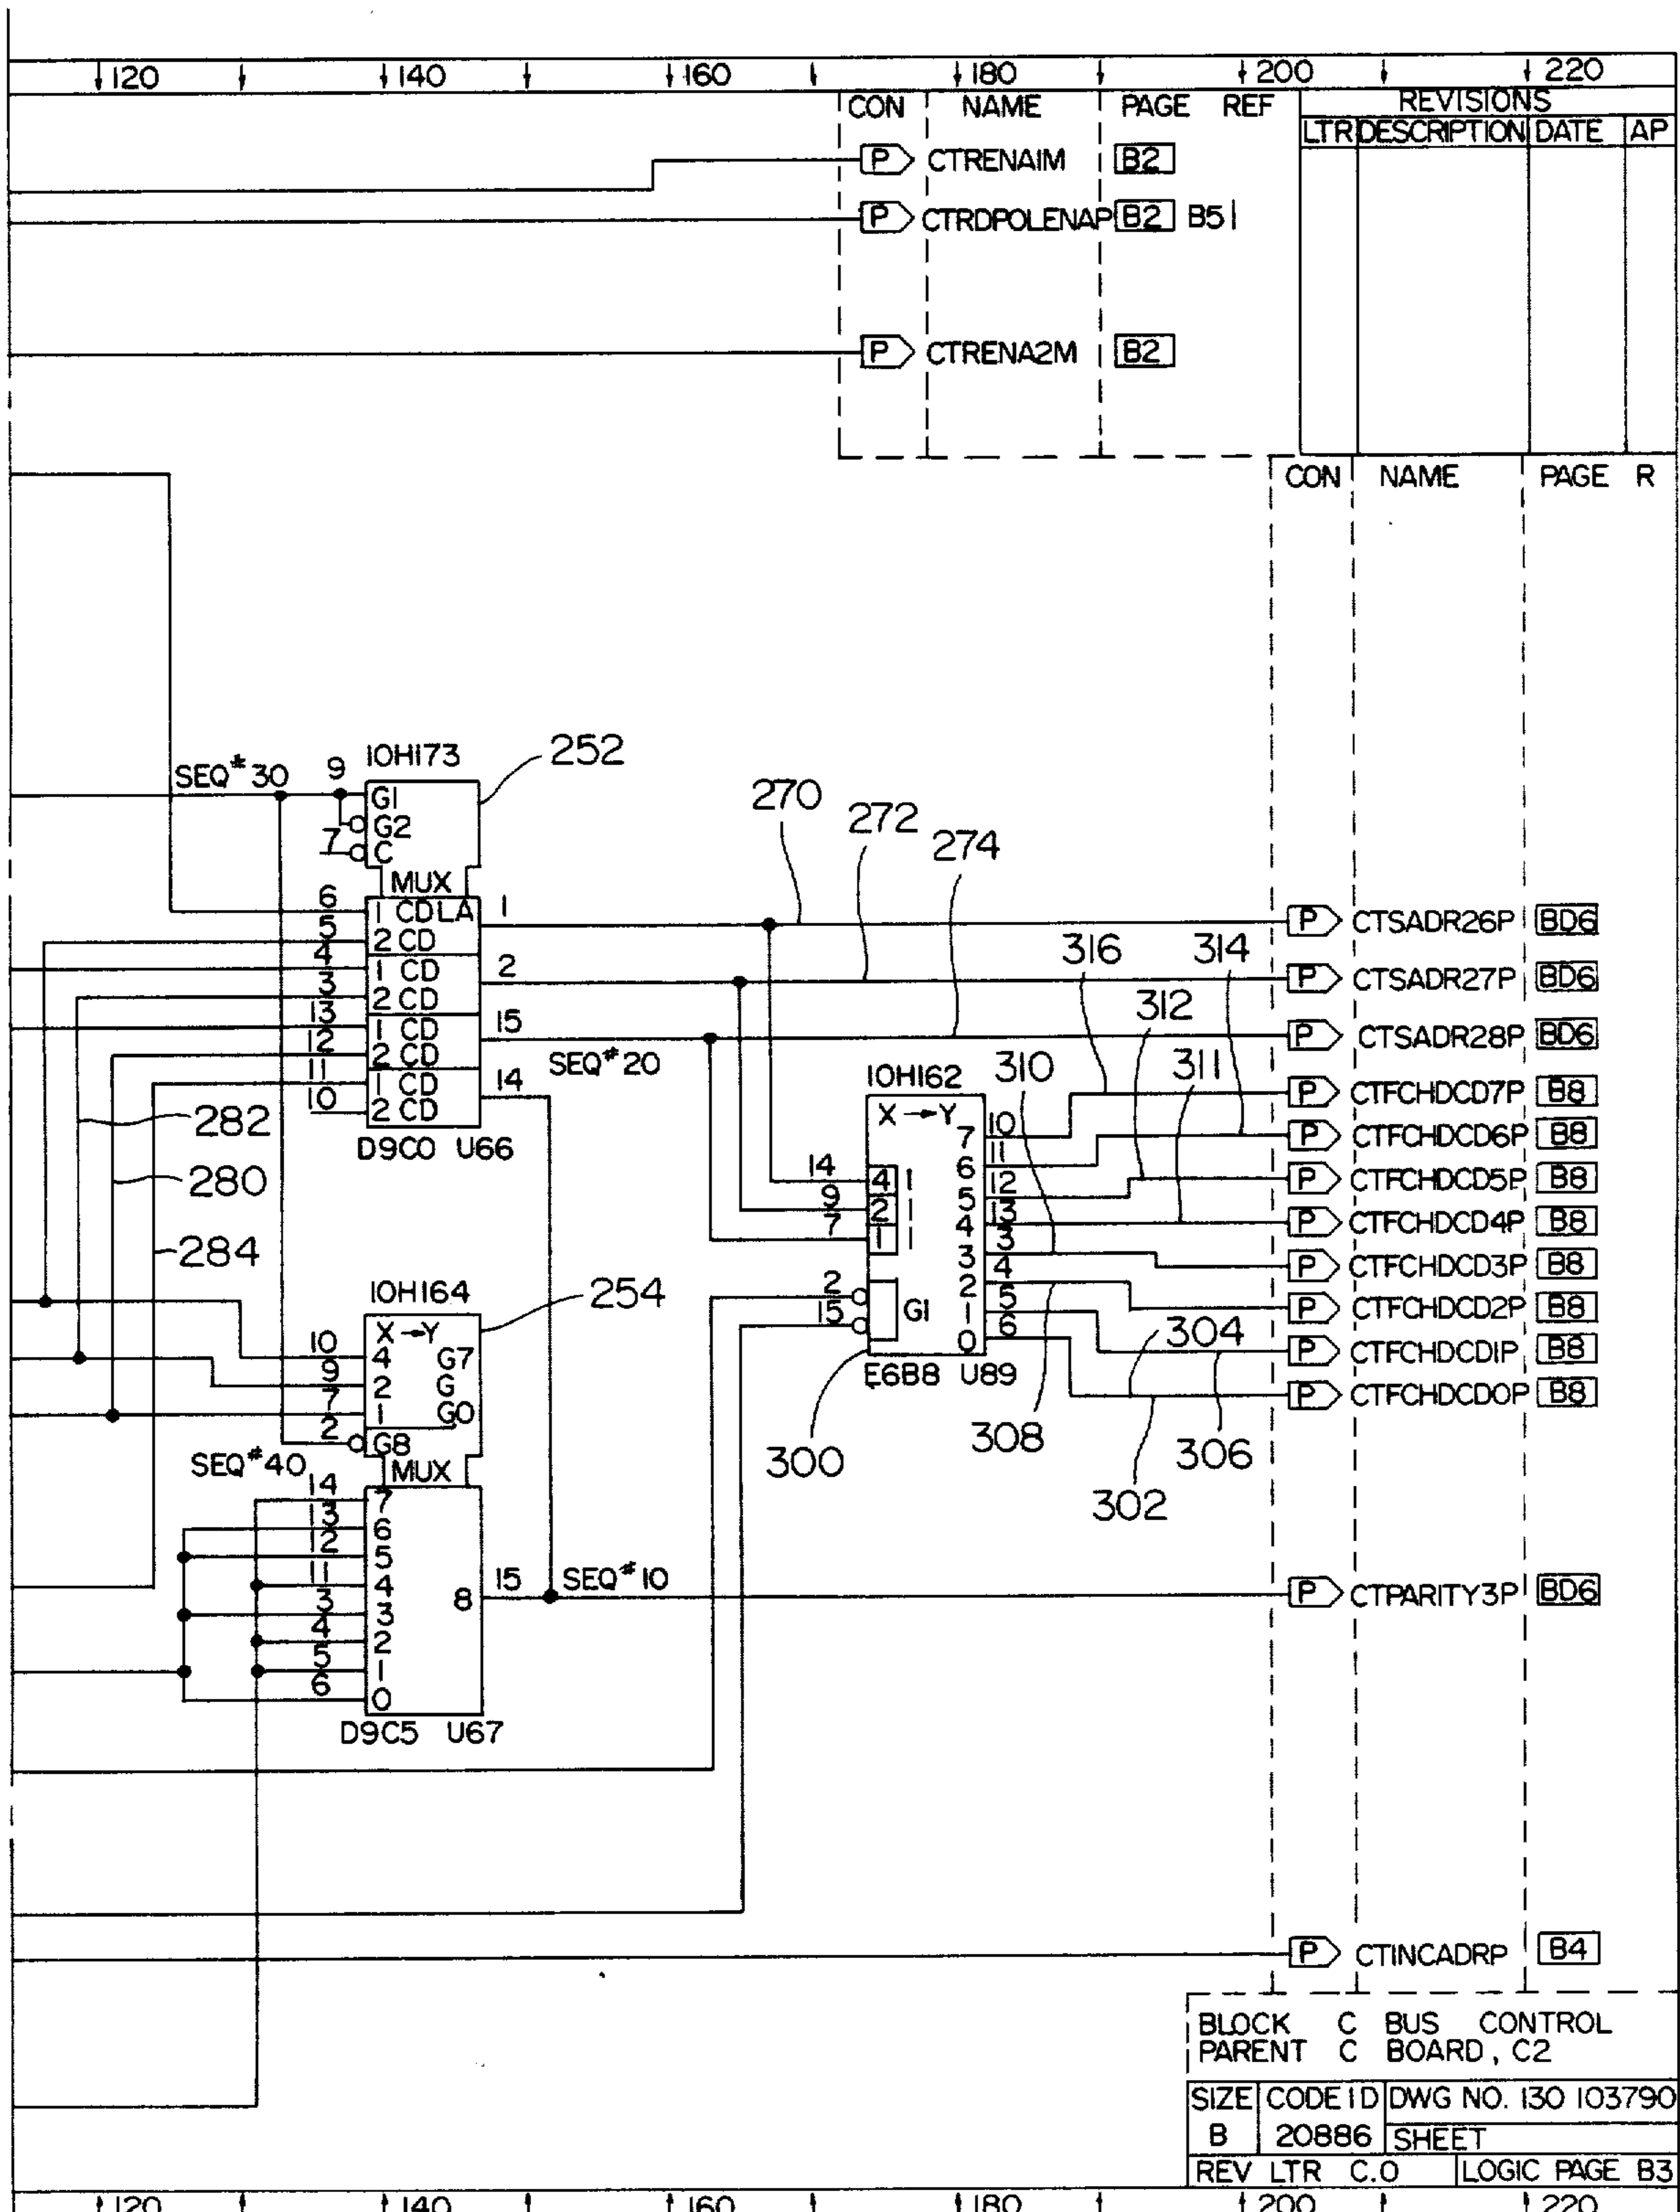 120 140 160 180 200 220
CON NAME PAGE REF
REVISIONS
LTR DESCRIPTION DATE AP
P CTRENA1M B2
P CTRDPOLENAP B2 B51
P CTRENA2M B2
CON NAME PAGE R
10H173
252
SEQ#30 9
G1
G2
7 C
MUX
6 1 CD LA 1
5 2 CD
4 1 CD 2
3 2 CD
13 1 CD 15
12 2 CD
11 1 CD 14
10 2 CD
D9C0 U66
SEQ#20
270
272
274
316
314
312
310
311
282
280
284
P CTSADR26P BD6
P CTSADR27P BD6
P CTSADR28P BD6
P CTFCHDCD7P B8
P CTFCHDCD6P B8
P CTFCHDCD5P B8
P CTFCHDCD4P B8
P CTFCHDCD3P B8
P CTFCHDCD2P B8
P CTFCHDCD1P B8
P CTFCHDCD0P B8
10H162
X→Y
7 10
6 11
5 12
4 13
3 3
2 4
1 5
0 6
14 4 1
9 2 1
7 1 1
2
15 G1
E6B8 U89
300
308
304
306
302
10H164
254
X→Y
10 4 G7
9 2 G
7 1 G0
2 G8
SEQ#40
MUX
14 7
13 6
12 5
11 4
3 3
4 2
5 1
6 0
8 15
SEQ#10
D9C5 U67
P CTPARITY3P BD6
P CTINCADRP B4
BLOCK C BUS CONTROL
PARENT C BOARD, C2
SIZE CODE ID DWG NO. 130 103790
B 20886 SHEET
REV LTR C.0 LOGIC PAGE B3
120 140 160 180 200 220